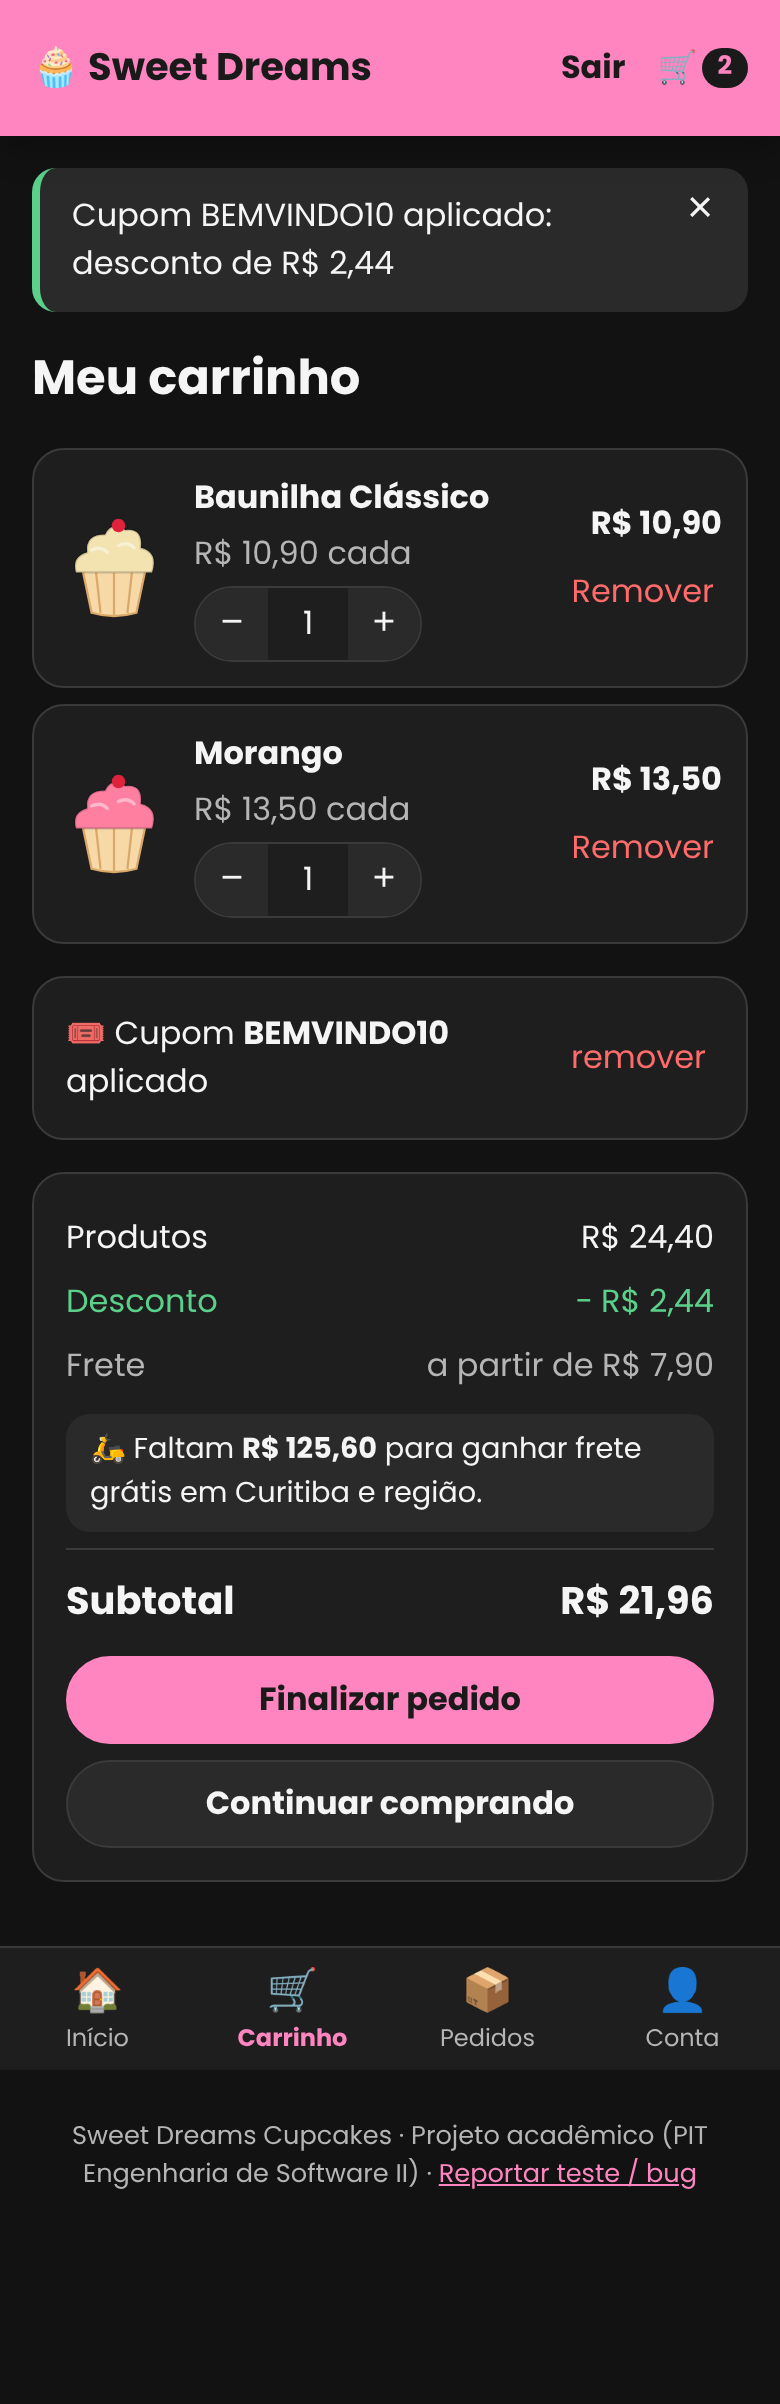 Sweet Dreams
Sair
2
Cupom BEMVINDO10 aplicado:
desconto de R$ 2,44
×
Meu carrinho
Baunilha Clássico
R$ 10,90 cada
− 1 +
R$ 10,90
Remover
Morango
R$ 13,50 cada
− 1 +
R$ 13,50
Remover
Cupom BEMVINDO10
aplicado
remover
Produtos R$ 24,40
Desconto − R$ 2,44
Frete a partir de R$ 7,90
Faltam R$ 125,60 para ganhar frete
grátis em Curitiba e região.
Subtotal R$ 21,96
Finalizar pedido
Continuar comprando
Início Carrinho Pedidos Conta
Sweet Dreams Cupcakes · Projeto acadêmico (PIT
Engenharia de Software II) · Reportar teste / bug